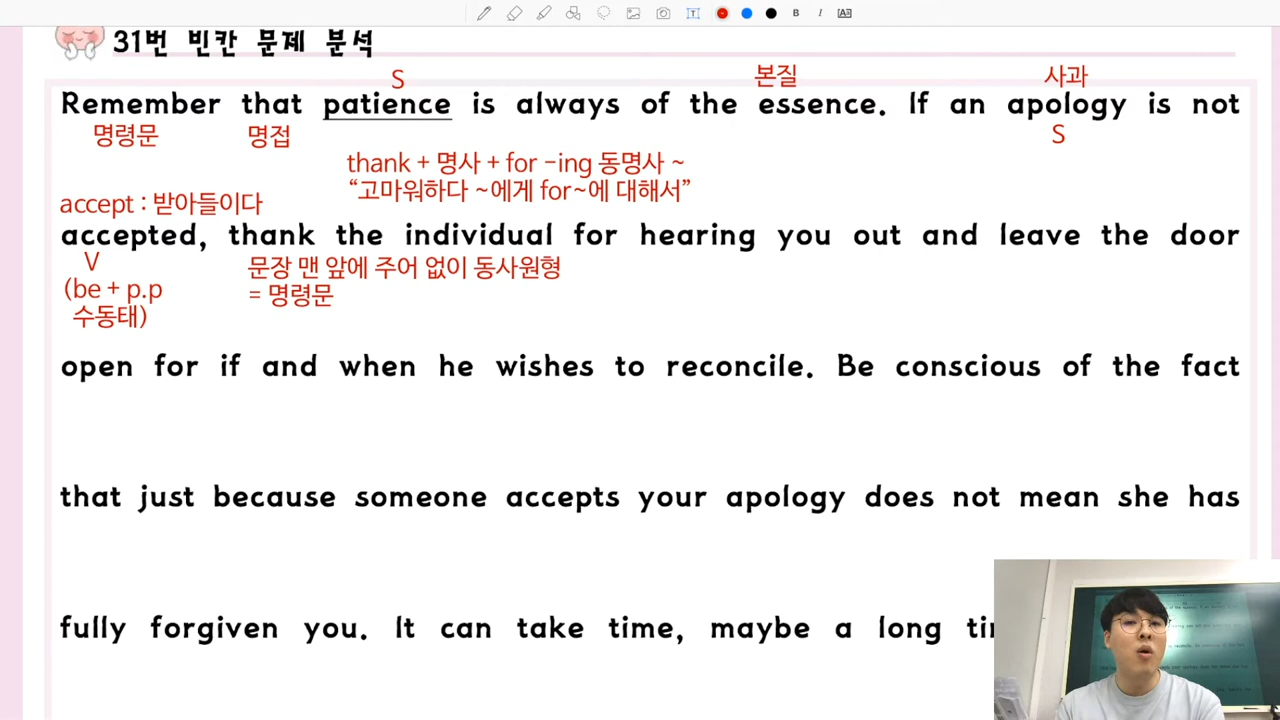 31번 빈칸 문제 분석
S 본질 사과
Remember that patience is always of the essence. If an apology is not
명령문 명접 S
thank + 명사 + for -ing 동명사 ~
“고마워하다 ~에게 for~에 대해서”
accept : 받아들이다
accepted, thank the individual for hearing you out and leave the door
V 문장 맨 앞에 주어 없이 동사원형
(be + p.p = 명령문
수동태)
open for if and when he wishes to reconcile. Be conscious of the fact
that just because someone accepts your apology does not mean she has
fully forgiven you. It can take time, maybe a long